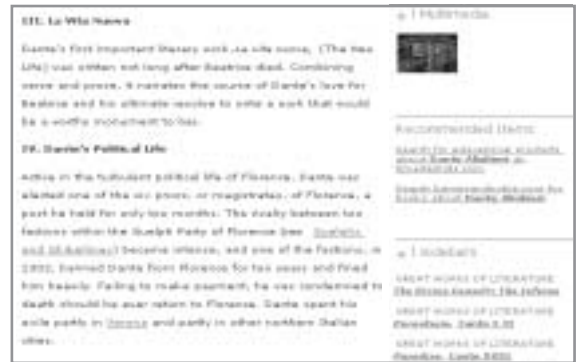 III. La Vita Nuova
Dante's first important literary work, La vita nuova, (The New
Life) was written not long after Beatrice died. Combining
verse and prose, it narrates the course of Dante's love for
Beatrice and his ultimate resolve to write a work that would
be a worthy monument to her.
IV. Dante's Political Life
Active in the turbulent political life of Florence, Dante was
elected one of the six priors, or magistrates, of Florence, a
post he held for only two months. The rivalry between two
factions within the Guelph Party of Florence (see Guelphs
and Ghibellines) became intense, and one of the factions, in
1302, banned Dante from Florence for two years and fined
him heavily. Failing to make payment, he was condemned to
death should he ever return to Florence. Dante spent his
exile partly in Verona and partly in other northern Italian
cities.
1 Multimedia
Recommended Items
Search for
about Dante Alighieri at
books about Dante Alighieri
Sidebars
GREAT WORKS OF LITERATURE
The Divine Comedy: The Inferno
GREAT WORKS OF LITERATURE
GREAT WORKS OF LITERATURE